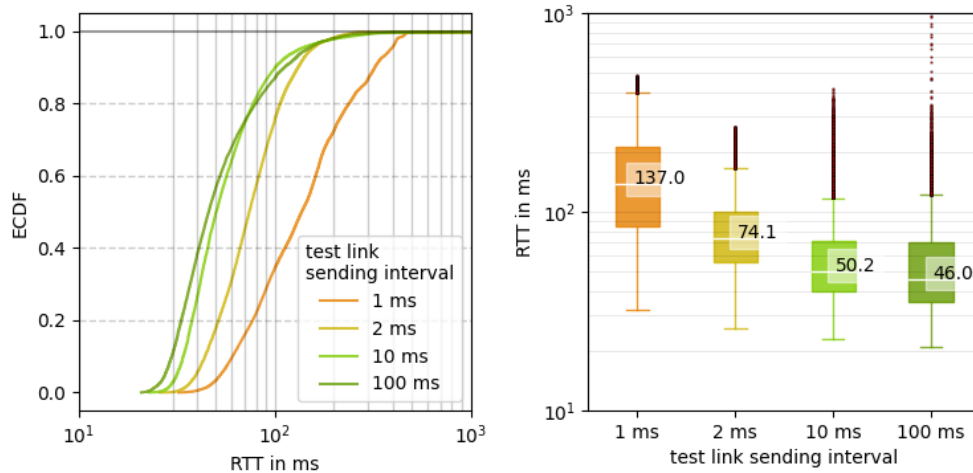 1.0
0.8
0.6
0.4
0.2
0.0
ECDF
10¹ 10² 10³
RTT in ms
test link
sending interval
1 ms
2 ms
10 ms
100 ms
10³
10²
10¹
RTT in ms
137.0
74.1
50.2
46.0
1 ms 2 ms 10 ms 100 ms
test link sending interval